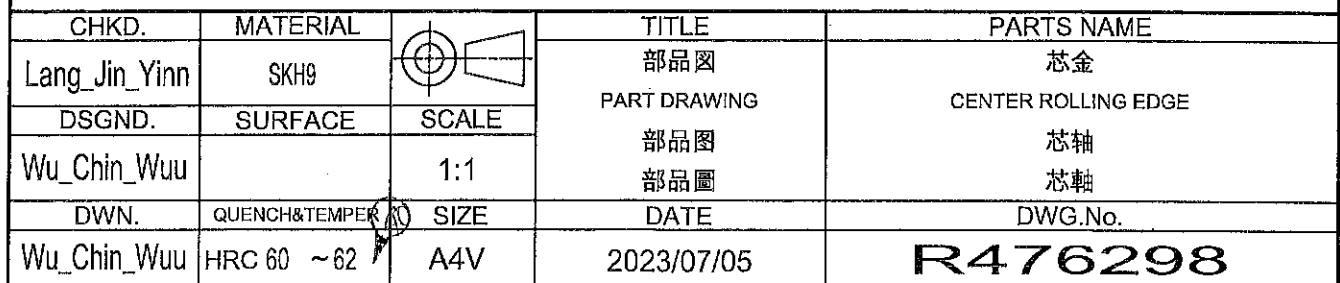 CHKD. MATERIAL TITLE PARTS NAME
Lang_Jin_Yinn SKH9 部品図 芯金
PART DRAWING CENTER ROLLING EDGE
DSGND. SURFACE SCALE
部品图 芯轴
Wu_Chin_Wuu 1:1
部品圖 芯軸
DWN. QUENCH&TEMPER SIZE DATE DWG.No.
Wu_Chin_Wuu HRC 60 ~62 A4V 2023/07/05 R476298